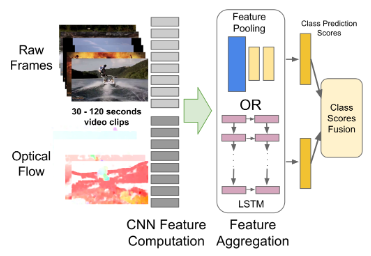 Raw
Frames
30 - 120 seconds
video clips
Optical
Flow
CNN Feature
Computation
Feature
Pooling
OR
LSTM
Feature
Aggregation
Class Prediction
Scores
Class
Scores
Fusion